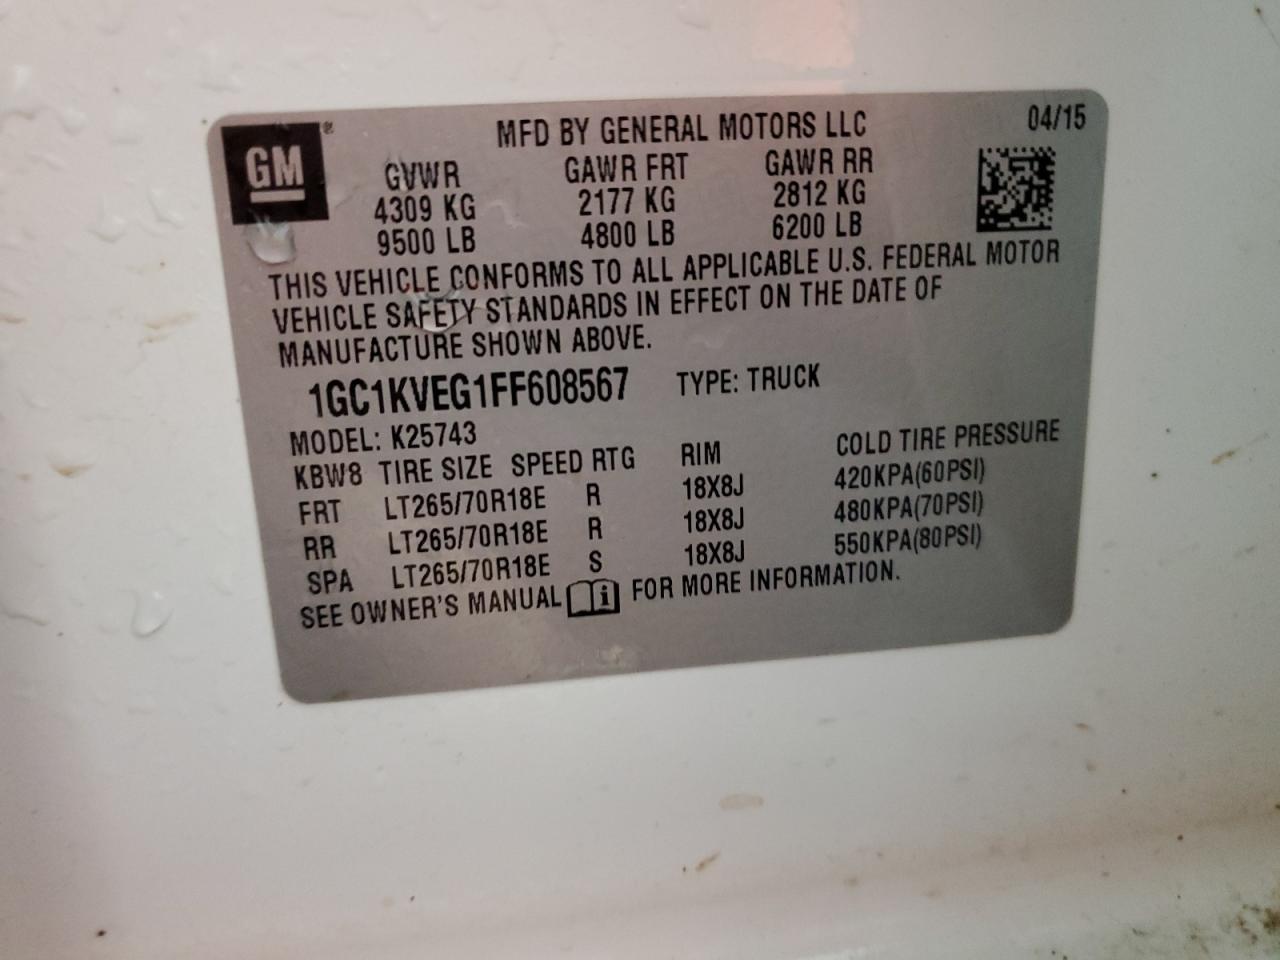 GM®
MFD BY GENERAL MOTORS LLC 04/15
GVWR GAWR FRT GAWR RR
4309 KG 2177 KG 2812 KG
9500 LB 4800 LB 6200 LB
THIS VEHICLE CONFORMS TO ALL APPLICABLE U.S. FEDERAL MOTOR
VEHICLE SAFETY STANDARDS IN EFFECT ON THE DATE OF
MANUFACTURE SHOWN ABOVE.
1GC1KVEG1FF608567 TYPE: TRUCK
MODEL: K25743
KBW8 TIRE SIZE SPEED RTG RIM COLD TIRE PRESSURE
FRT LT265/70R18E R 18X8J 420KPA(60PSI)
RR LT265/70R18E R 18X8J 480KPA(70PSI)
SPA LT265/70R18E S 18X8J 550KPA(80PSI)
SEE OWNER'S MANUAL i FOR MORE INFORMATION.